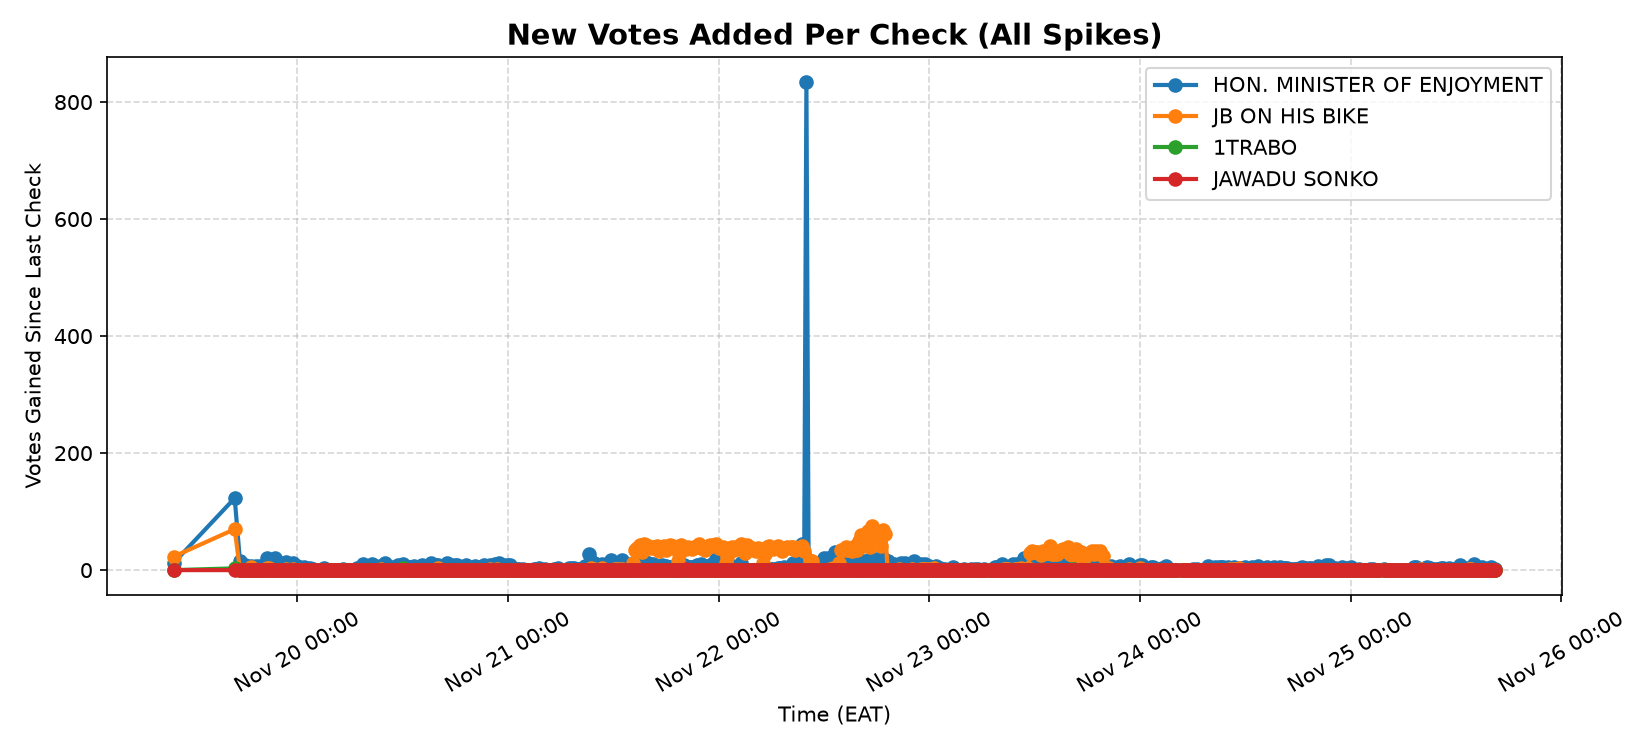 New Votes Added Per Check (All Spikes)
HON. MINISTER OF ENJOYMENT
JB ON HIS BIKE
1TRABO
JAWADU SONKO
Votes Gained Since Last Check
800
600
400
200
0
Nov 20 00:00
Nov 21 00:00
Nov 22 00:00
Nov 23 00:00
Nov 24 00:00
Nov 25 00:00
Nov 26 00:00
Time (EAT)